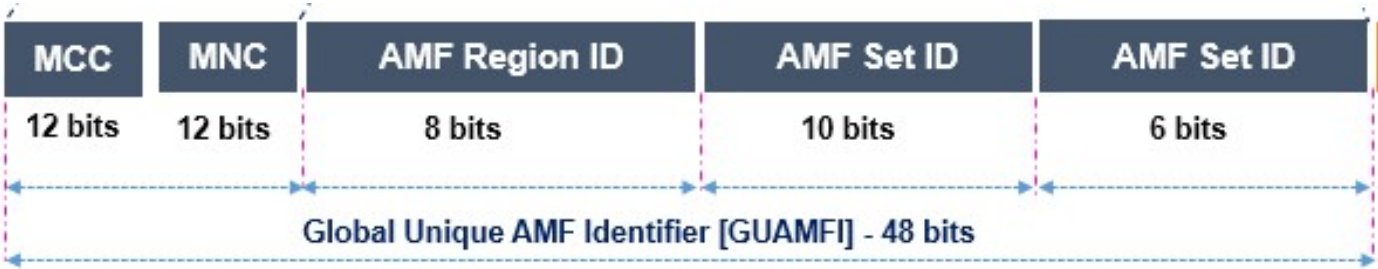 MCC MNC AMF Region ID AMF Set ID AMF Set ID
12 bits 12 bits 8 bits 10 bits 6 bits
Global Unique AMF Identifier [GUAMFI] - 48 bits